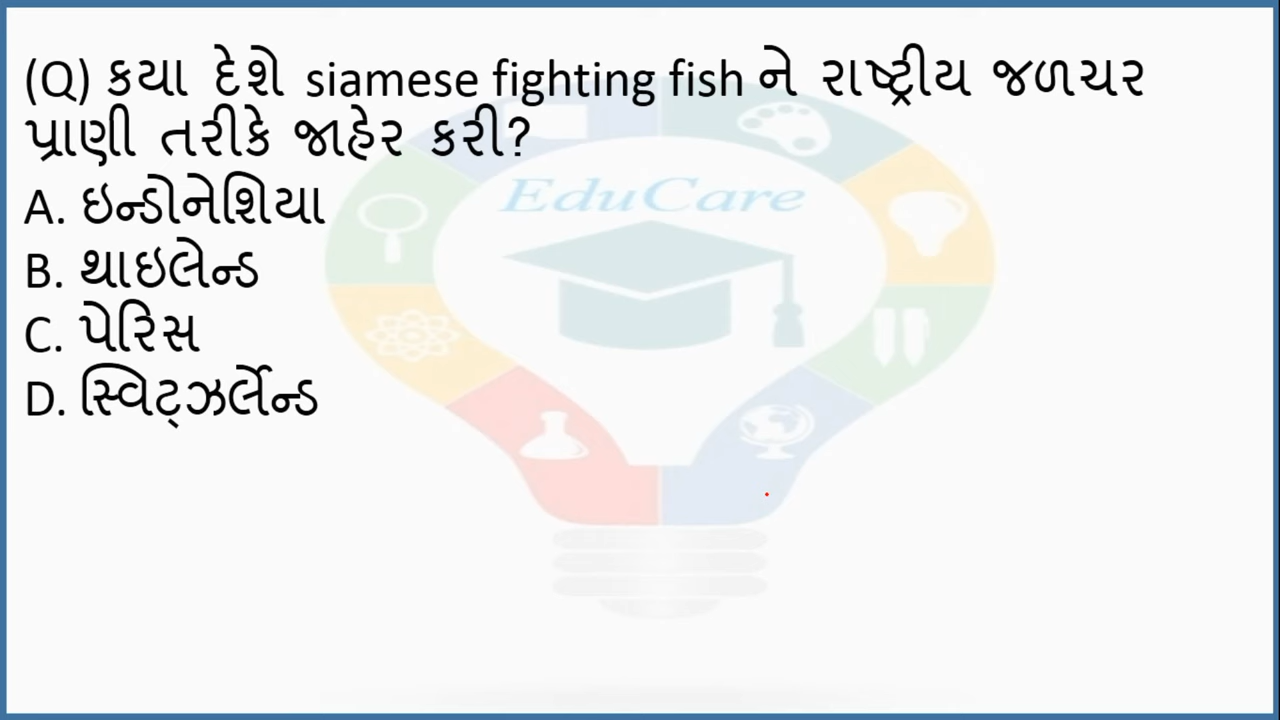 (Q) કયા દેશે siamese fighting fish ને રાષ્ટ્રીય જળચર
પ્રાણી તરીકે જાહેર કરી?
EduCare
A. ઇન્ડોનેશિયા
B. થાઇલેન્ડ
C. પેરિસ
D. સ્વિટ્ઝર્લેન્ડ